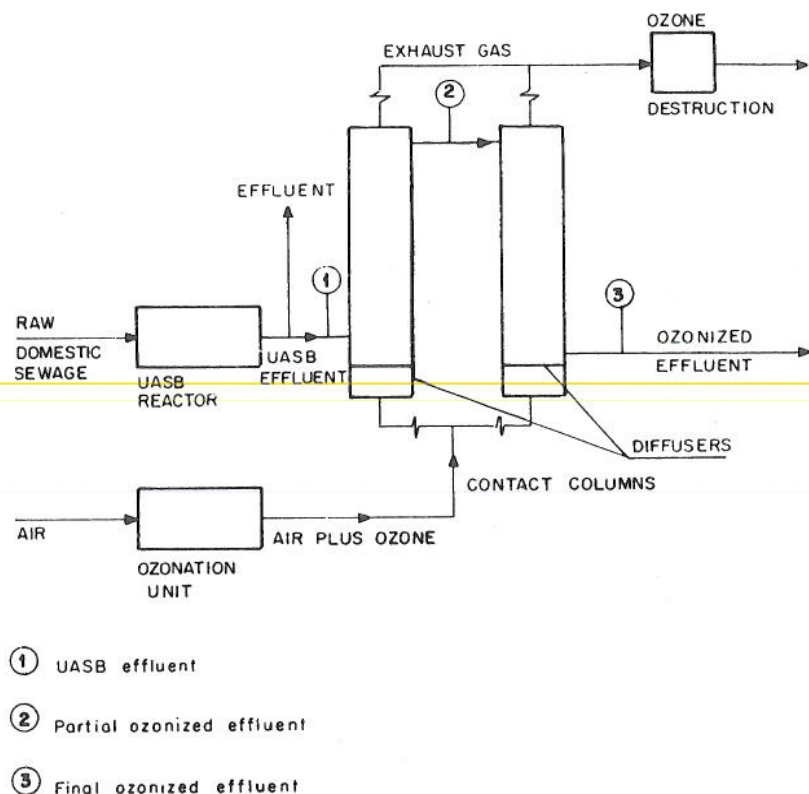 OZONE
EXHAUST GAS
DESTRUCTION
2
EFFLUENT
1
3
RAW
DOMESTIC
SEWAGE
UASB
REACTOR
UASB
EFFLUENT
OZONIZED
EFFLUENT
DIFFUSERS
CONTACT COLUMNS
AIR
AIR PLUS OZONE
OZONATION
UNIT
1 UASB effluent
2 Partial ozonized effluent
3 Final ozonized effluent